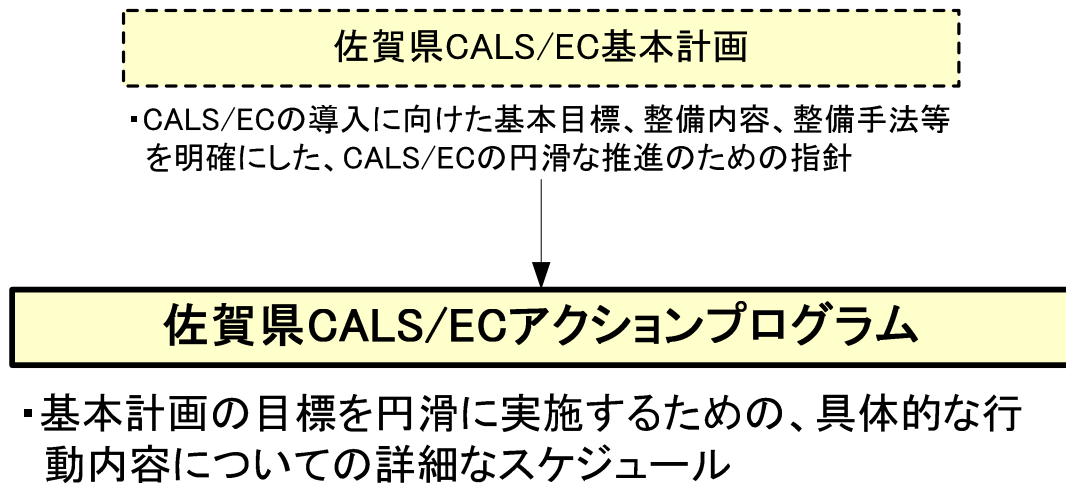 佐賀県CALS/EC基本計画
・CALS/ECの導入に向けた基本目標、整備内容、整備手法等
を明確にした、CALS/ECの円滑な推進のための指針
佐賀県CALS/ECアクションプログラム
・基本計画の目標を円滑に実施するための、具体的な行
動内容についての詳細なスケジュール